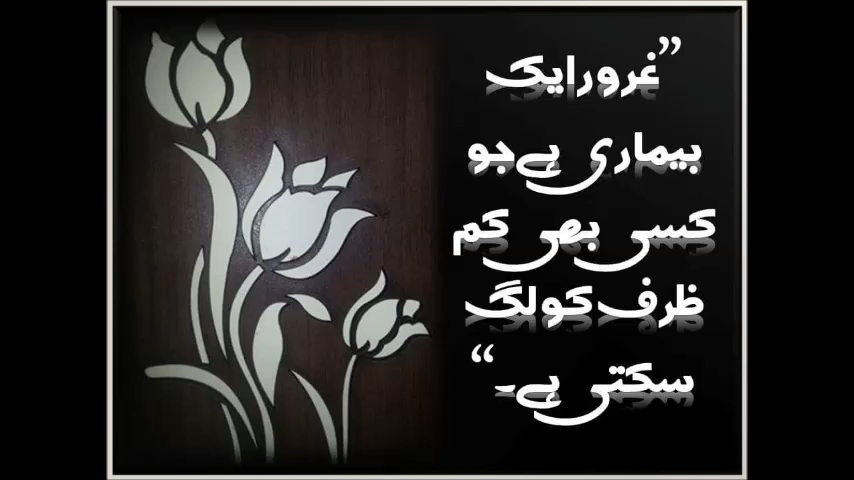 ”غرور ایک
بیماری ہے جو
کسی بھی کم
ظرف کو لگ
سکتی ہے۔“